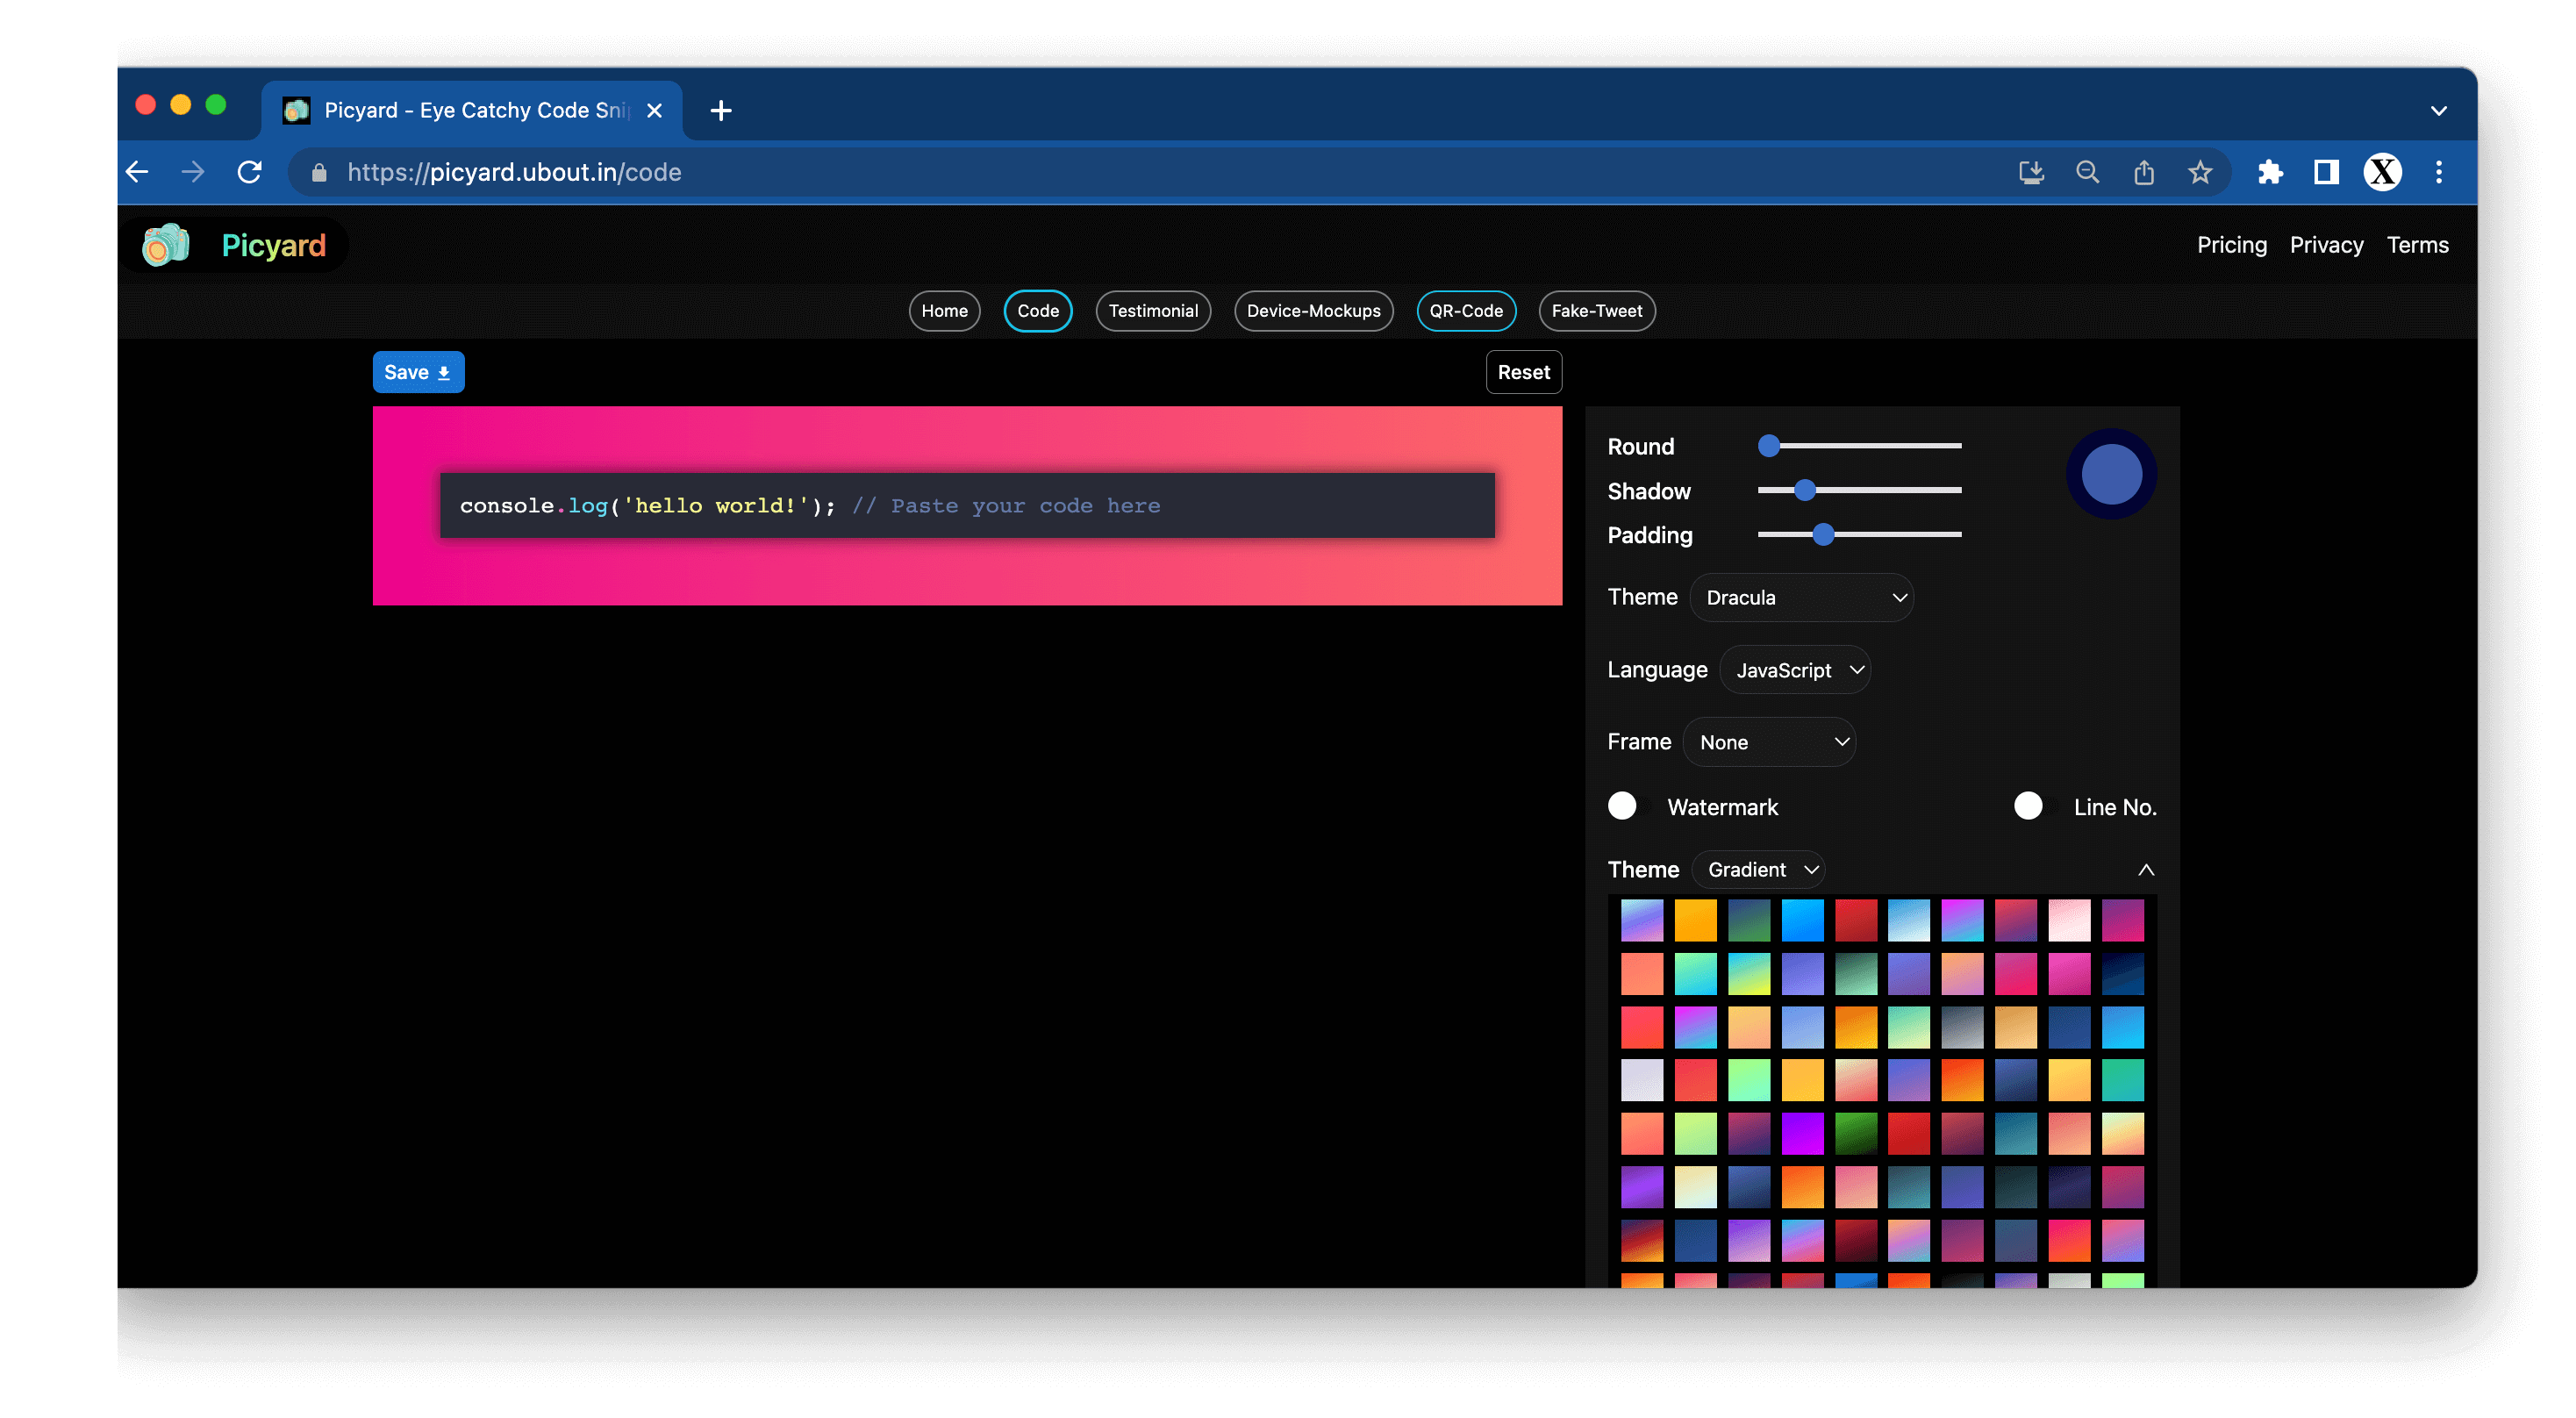 Picyard - Eye Catchy Code Sni
https://picyard.ubout.in/code
X
Picyard
Pricing Privacy Terms
Home Code Testimonial Device-Mockups QR-Code Fake-Tweet
Save Reset
console.log('hello world!'); // Paste your code here
Round
Shadow
Padding
Theme Dracula
Language JavaScript
Frame None
Watermark Line No.
Theme Gradient